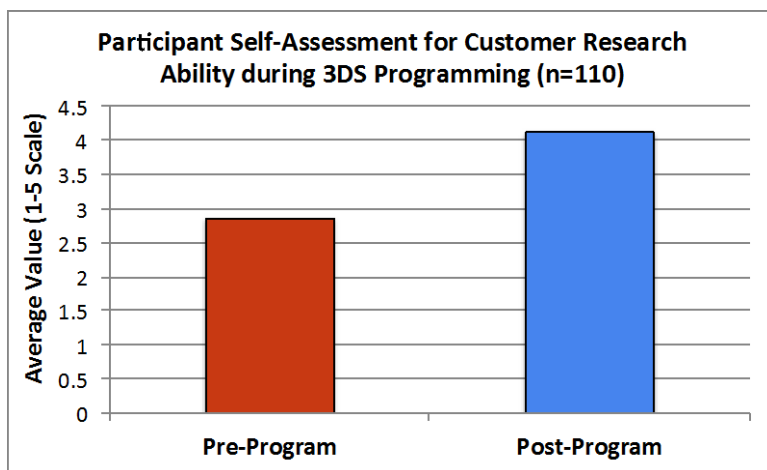 Participant Self-Assessment for Customer Research
Ability during 3DS Programming (n=110)
Average Value (1-5 Scale)
4.5
4
3.5
3
2.5
2
1.5
1
0.5
0
Pre-Program
Post-Program